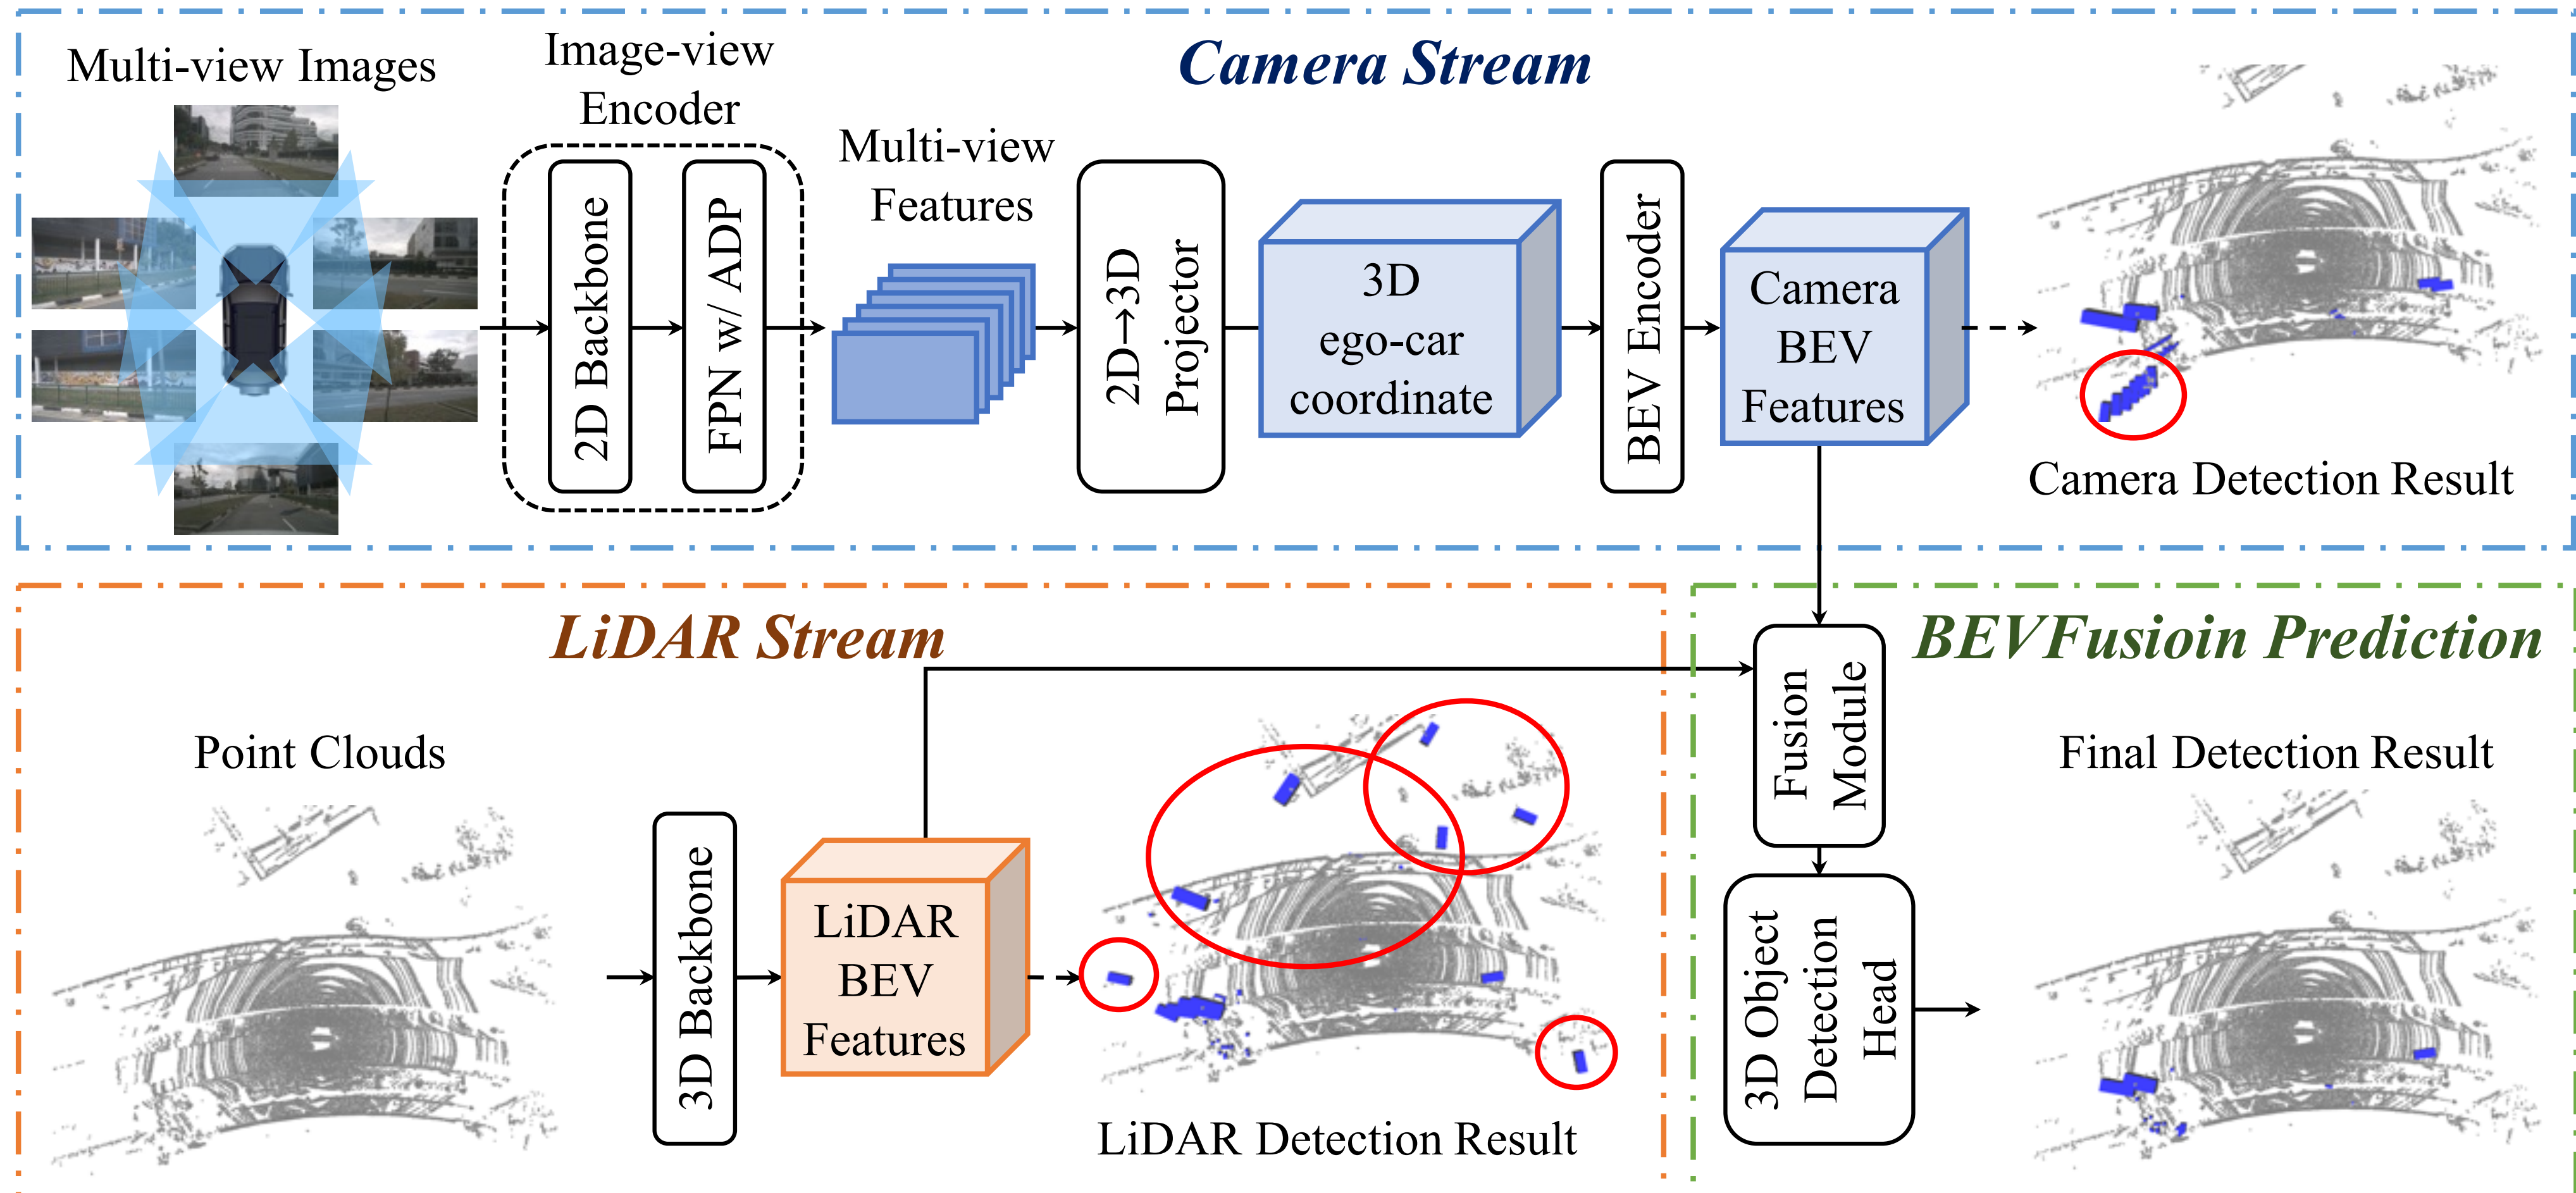 Camera Stream
Multi-view Images
Image-view
Encoder
2D Backbone
FPN w/ ADP
Multi-view
Features
2D→3D
Projector
3D
ego-car
coordinate
BEV Encoder
Camera
BEV
Features
Camera Detection Result
LiDAR Stream
Point Clouds
3D Backbone
LiDAR
BEV
Features
LiDAR Detection Result
BEVFusioin Prediction
Fusion
Module
3D Object
Detection
Head
Final Detection Result